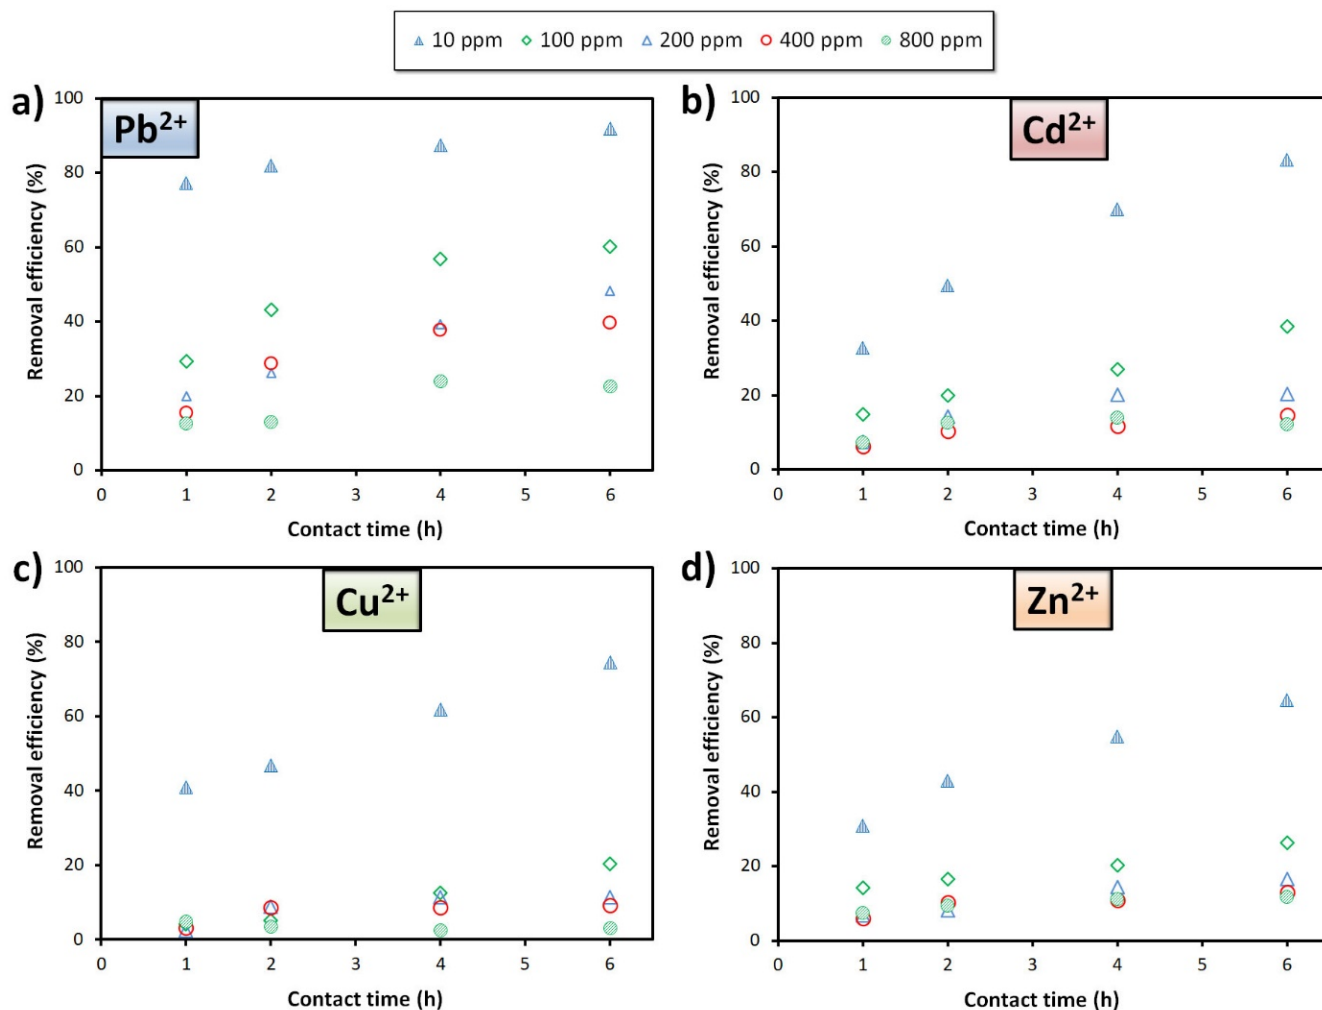 10 ppm 100 ppm 200 ppm 400 ppm 800 ppm
a)
Pb²⁺
Removal efficiency (%)
100
80
60
40
20
0
0 1 2 3 4 5 6
Contact time (h)
b)
Cd²⁺
Removal efficiency (%)
100
80
60
40
20
0
0 1 2 3 4 5 6
Contact time (h)
c)
Cu²⁺
Removal efficiency (%)
100
80
60
40
20
0
0 1 2 3 4 5 6
Contact time (h)
d)
Zn²⁺
Removal efficiency (%)
100
80
60
40
20
0
0 1 2 3 4 5 6
Contact time (h)